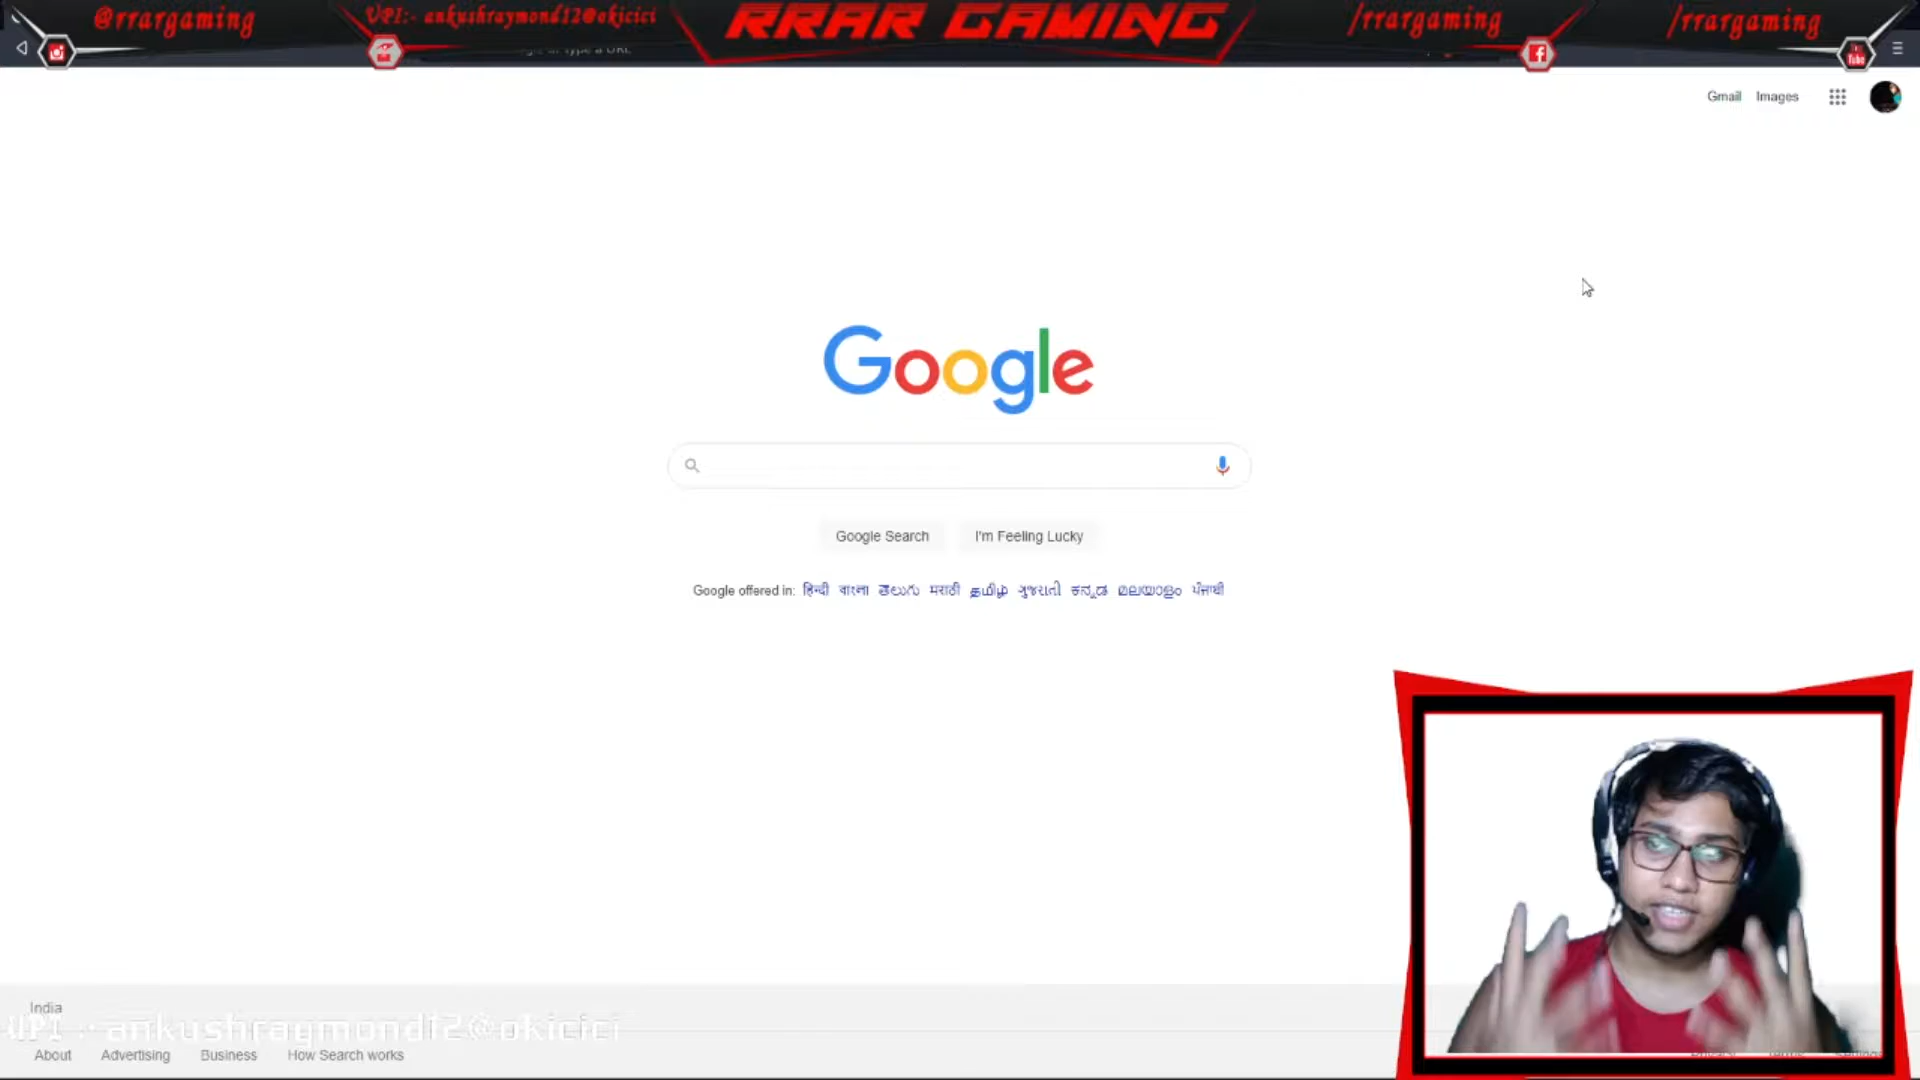 @rrargaming
UPI:- ankushraymond12@okicici
RRAR GAMING
/rrargaming
/rrargaming
Gmail Images
Google
Google Search I'm Feeling Lucky
Google offered in: हिन्दी বাংলা తెలుగు मराठी தமிழ் ગુજરાતી ಕನ್ನಡ മലയാളം ਪੰਜਾਬੀ
India
UPI :- ankushraymond12@okicici
About Advertising Business How Search works